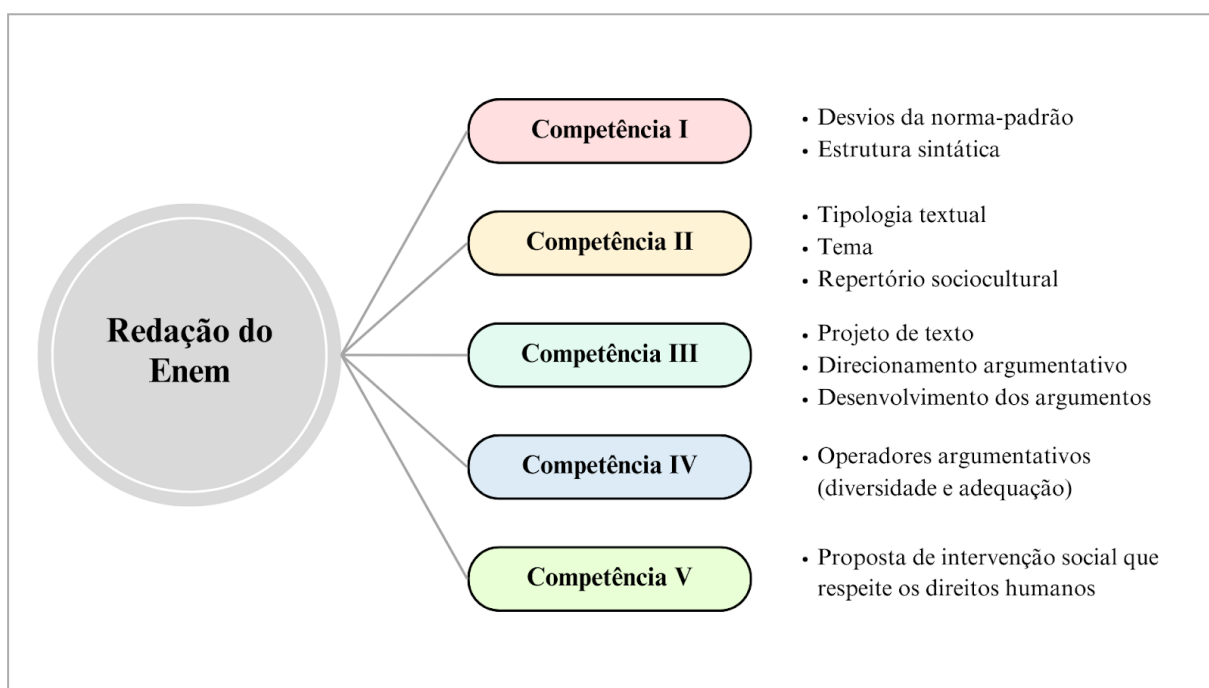 Redação do
Enem
Competência I
• Desvios da norma-padrão
• Estrutura sintática
Competência II
• Tipologia textual
• Tema
• Repertório sociocultural
Competência III
• Projeto de texto
• Direcionamento argumentativo
• Desenvolvimento dos argumentos
Competência IV
• Operadores argumentativos
(diversidade e adequação)
Competência V
• Proposta de intervenção social que
respeite os direitos humanos